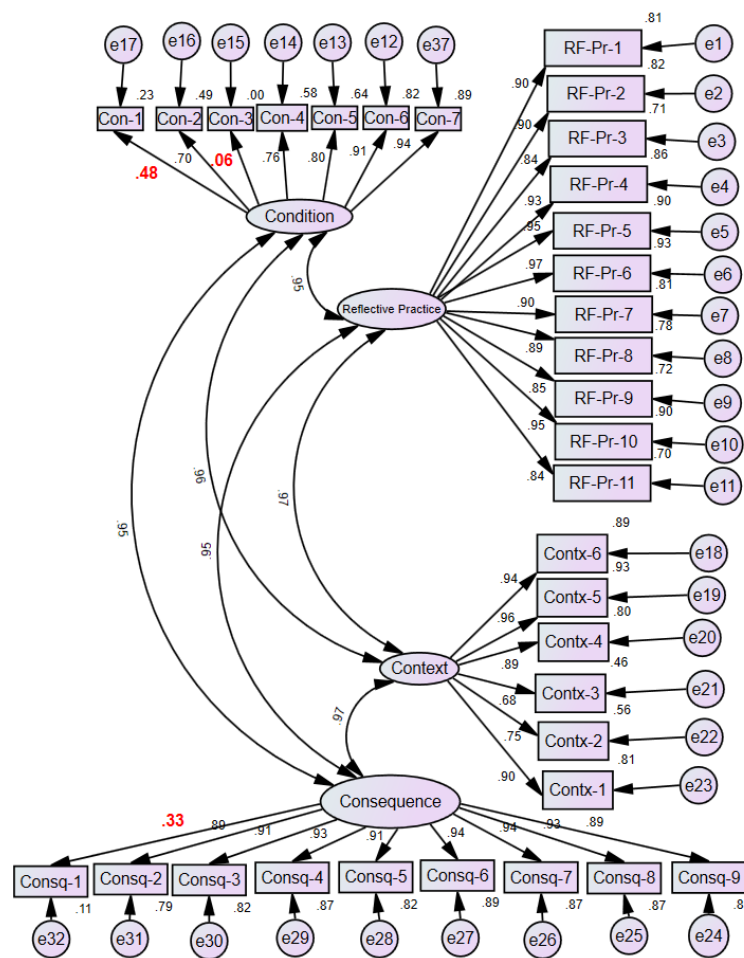 e17 e16 e15 e14 e13 e12 e37
.23 .49 .00 .58 .64 .82 .89
Con-1 Con-2 Con-3 Con-4 Con-5 Con-6 Con-7
.48 .70 .06 .76 .80 .91 .94
Condition
.95
Reflective Practice
.81
RF-Pr-1 e1
.82
.90
RF-Pr-2 e2
.71
.90
RF-Pr-3 e3
.86
.84
RF-Pr-4 e4
.90
.93
RF-Pr-5 e5
.93
.95
RF-Pr-6 e6
.81
.97
RF-Pr-7 e7
.78
.90
RF-Pr-8 e8
.72
.89
RF-Pr-9 e9
.90
.85
RF-Pr-10 e10
.70
.95
RF-Pr-11 e11
.84
.95
.96
.96
.97
.89
Contx-6 e18
.93
.94
Contx-5 e19
.80
.96
Contx-4 e20
.46
.89
Contx-3 e21
.56
.68
Contx-2 e22
.81
.75
Contx-1 e23
.90
Context
.97
Consequence
.33 .89 .91 .93 .91 .94 .94 .93 .89
Consq-1 Consq-2 Consq-3 Consq-4 Consq-5 Consq-6 Consq-7 Consq-8 Consq-9
.11 .79 .82 .87 .82 .89 .87 .87 .8
e32 e31 e30 e29 e28 e27 e26 e25 e24